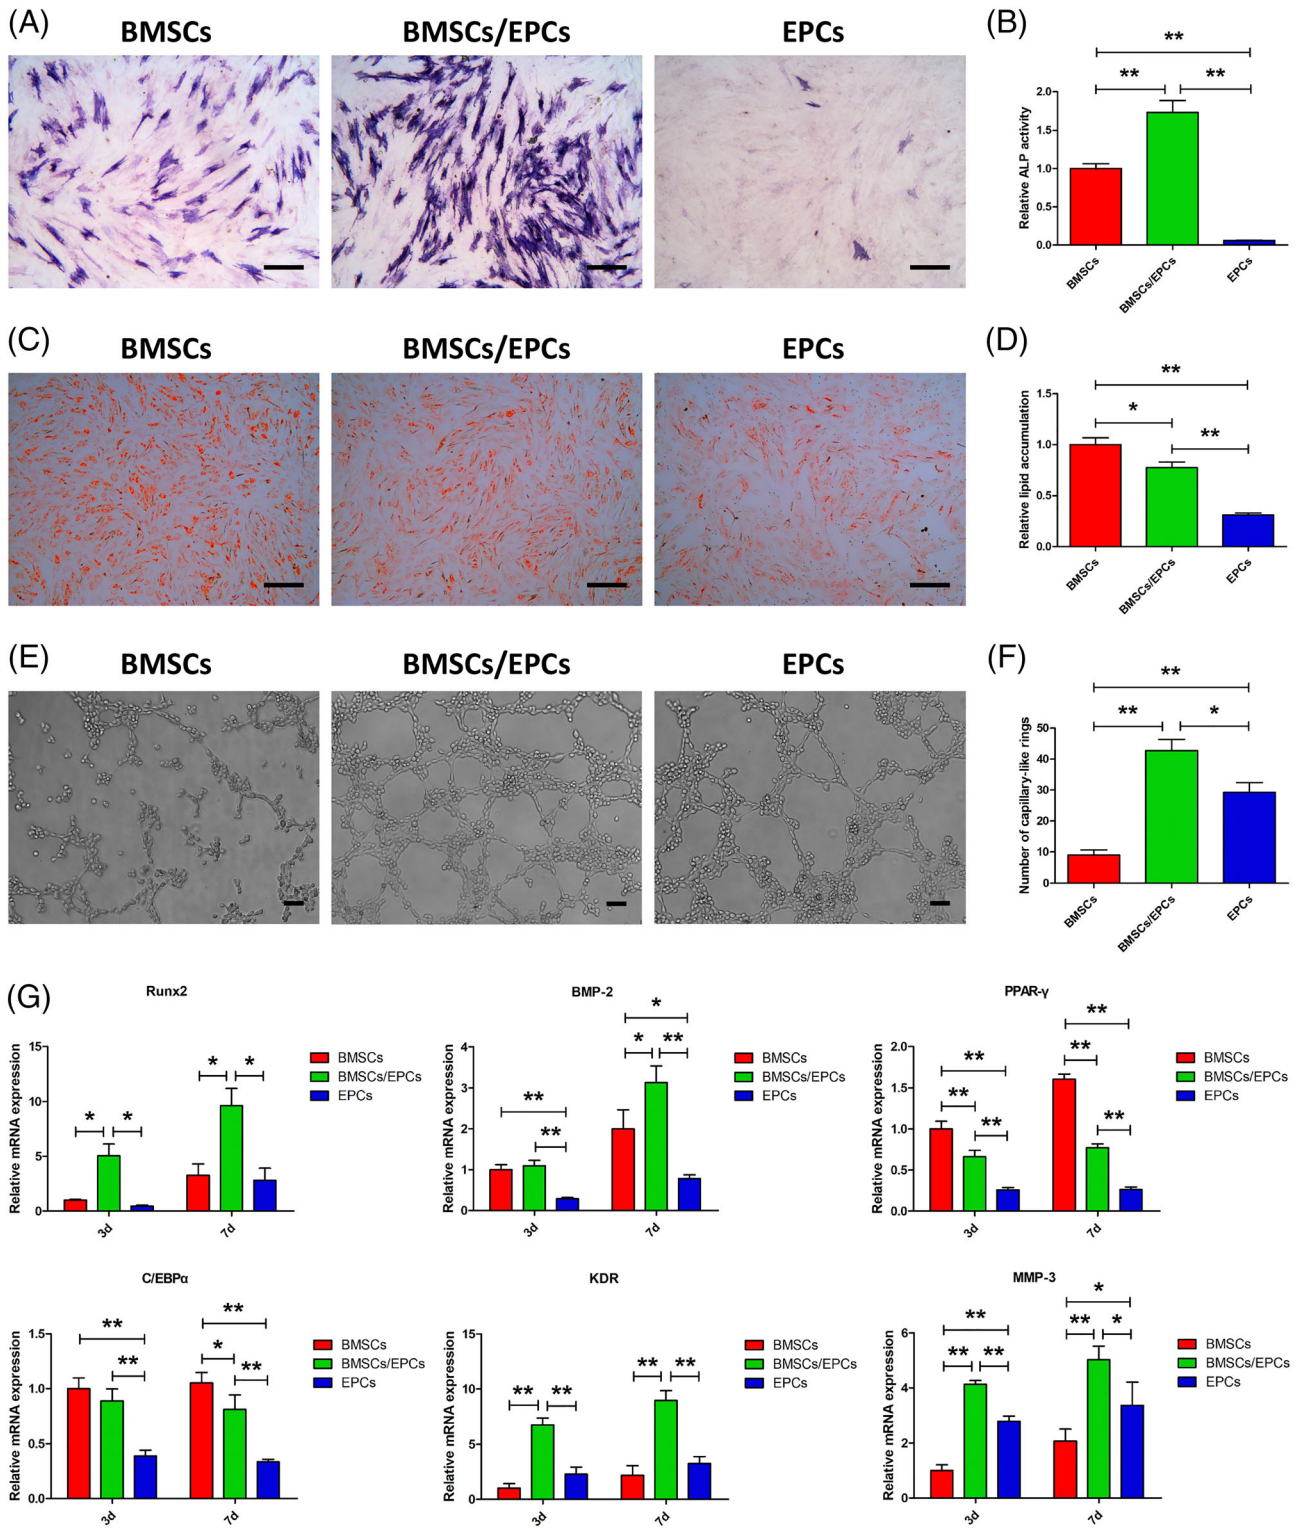 (A)
BMSCs
BMSCs/EPCs
EPCs
(B)
**
**
**
Relative ALP activity
2.0
1.5
1.0
0.5
0.0
BMSCs
BMSCs/EPCs
EPCs
(C)
BMSCs
BMSCs/EPCs
EPCs
(D)
**
*
**
Relative lipid accumulation
1.5
1.0
0.5
0.0
BMSCs
BMSCs/EPCs
EPCs
(E)
BMSCs
BMSCs/EPCs
EPCs
(F)
**
**
*
Number of capillary-like rings
50
40
30
20
10
0
BMSCs
BMSCs/EPCs
EPCs
(G)
Runx2
Relative mRNA expression
15
10
5
0
* *
* *
3d
7d
BMSCs
BMSCs/EPCs
EPCs
BMP-2
Relative mRNA expression
4
3
2
1
0
**
**
*
* **
3d
7d
BMSCs
BMSCs/EPCs
EPCs
PPAR-γ
Relative mRNA expression
2.0
1.5
1.0
0.5
0.0
**
**
**
**
**
**
3d
7d
BMSCs
BMSCs/EPCs
EPCs
C/EBPα
Relative mRNA expression
1.5
1.0
0.5
0.0
**
**
**
*
**
3d
7d
BMSCs
BMSCs/EPCs
EPCs
KDR
Relative mRNA expression
15
10
5
0
** **
** **
3d
7d
BMSCs
BMSCs/EPCs
EPCs
MMP-3
Relative mRNA expression
6
4
2
0
**
** **
*
** *
3d
7d
BMSCs
BMSCs/EPCs
EPCs